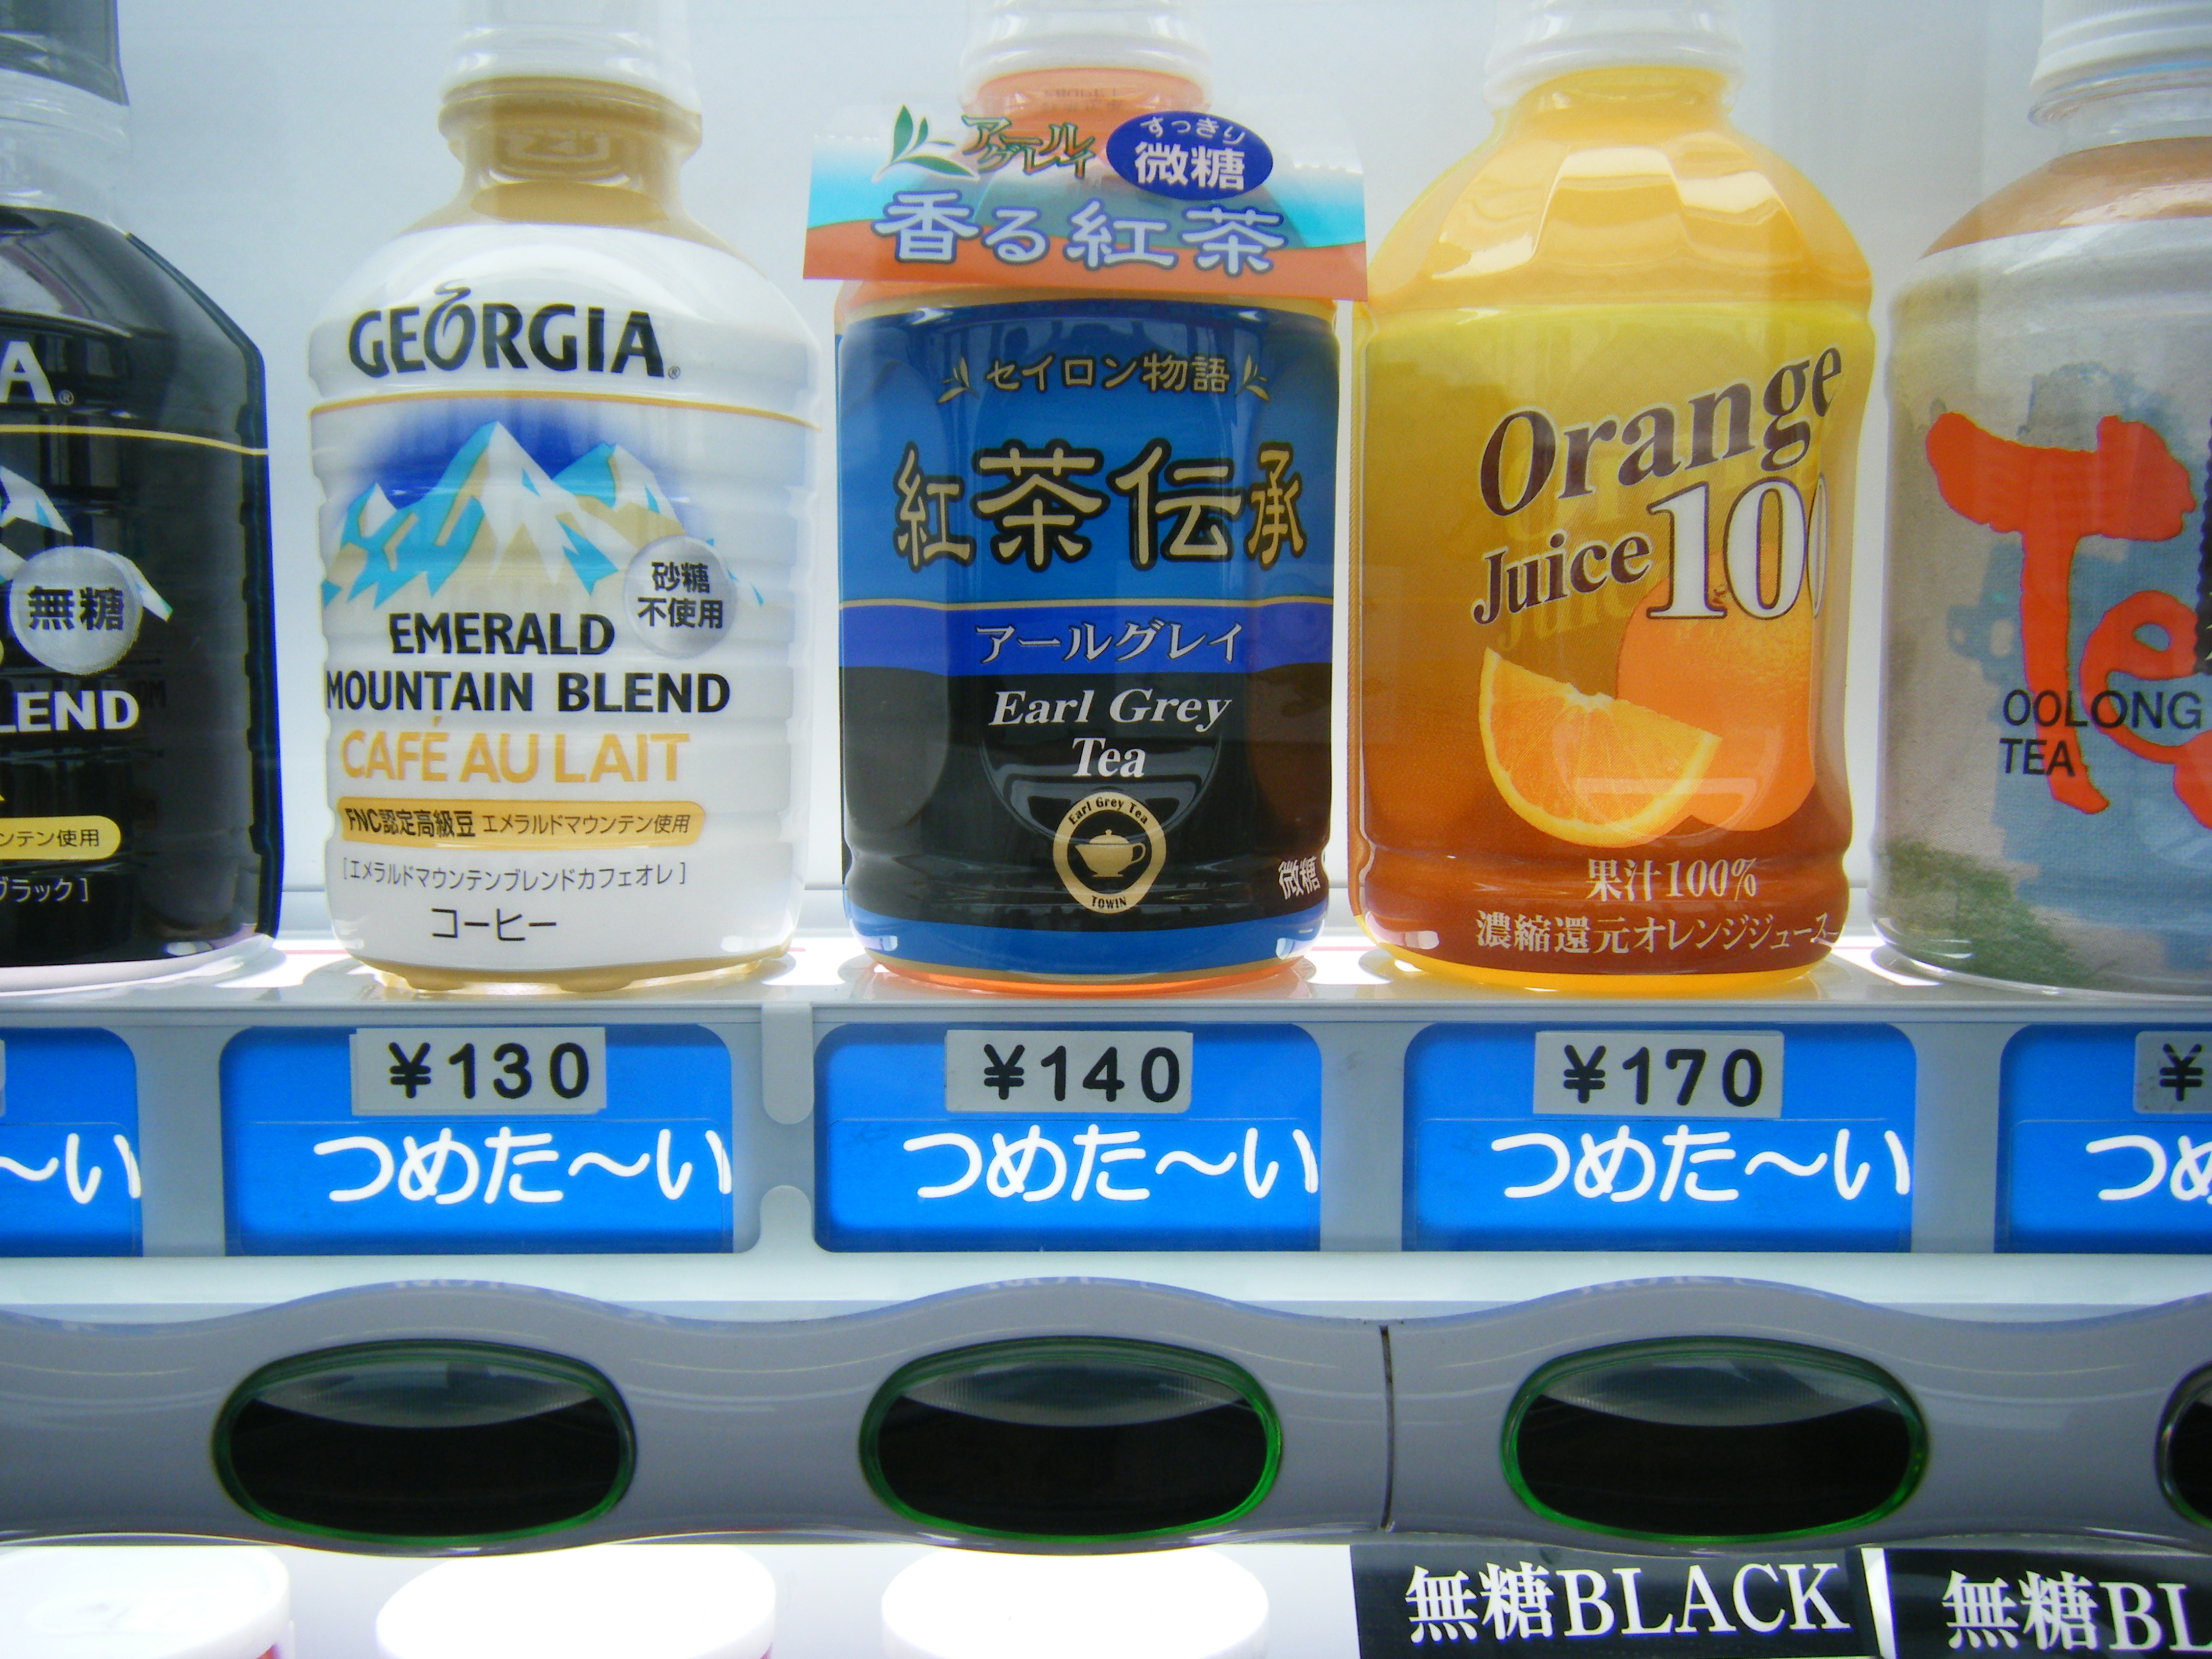 A®
無糖
LEND
ンテン使用
ブラック]
GEORGIA®
砂糖
不使用
EMERALD
MOUNTAIN BLEND
CAFÉ AU LAIT
FNC認定高級豆 エメラルドマウンテン使用
[エメラルドマウンテンブレンドカフェオレ]
コーヒー
アールグレイ
すっきり
微糖
香る紅茶
セイロン物語
紅茶伝承
アールグレイ
Earl Grey
Tea
Earl Grey Tea
TOWIN
微糖
Orange
Juice 100
果汁100%
濃縮還元オレンジジュース
Te
OOLONG
TEA
¥130
¥140
¥170
¥
~い
つめた~い
つめた~い
つめた~い
つめ
無糖BLACK
無糖BL